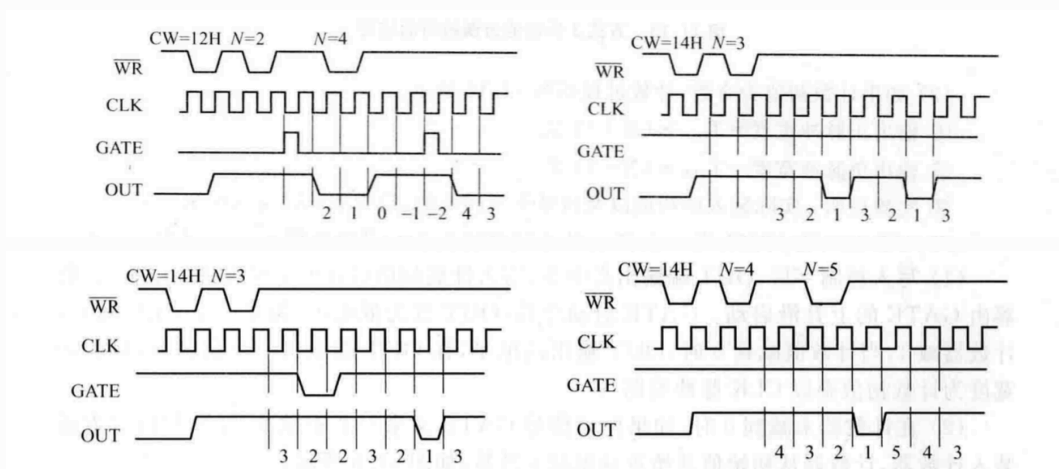 CW=12H N=2 N=4
WR
CLK
GATE
OUT
2 1 0 -1 -2 4 3
CW=14H N=3
WR
CLK
GATE
OUT
3 2 1 3 2 1 3
CW=14H N=3
WR
CLK
GATE
OUT
3 2 2 3 2 1 3
CW=14H N=4 N=5
WR
CLK
GATE
OUT
4 3 2 1 5 4 3